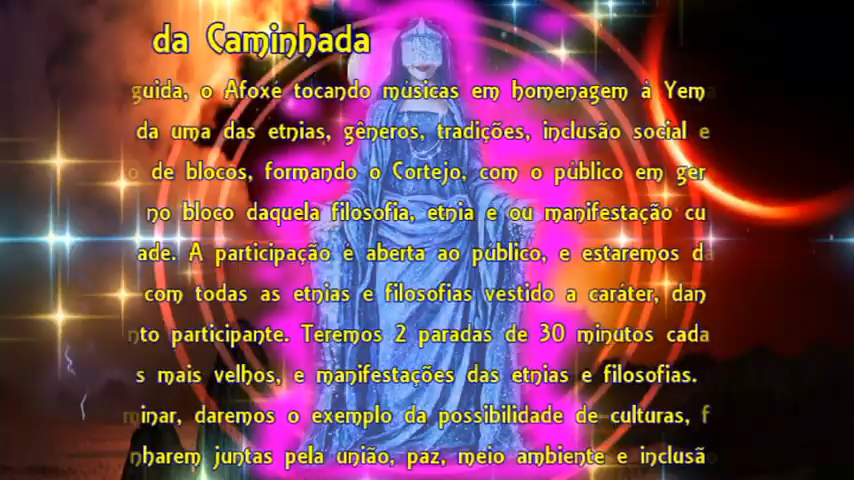 da Caminhada
guida, o Afoxé tocando músicas em homenagem à Yem
da uma das etnias, gêneros, tradições, inclusão social e
o de blocos, formando o Cortejo, com o público em ger
no bloco daquela filosofia, etnia e ou manifestação cu
ade. A participação é aberta ao público, e estaremos da
com todas as etnias e filosofias vestido a caráter, dan
nto participante. Teremos 2 paradas de 30 minutos cada
s mais velhos, e manifestações das etnias e filosofias.
minar, daremos o exemplo da possibilidade de culturas, f
nharem juntas pela união, paz, meio ambiente e inclusã